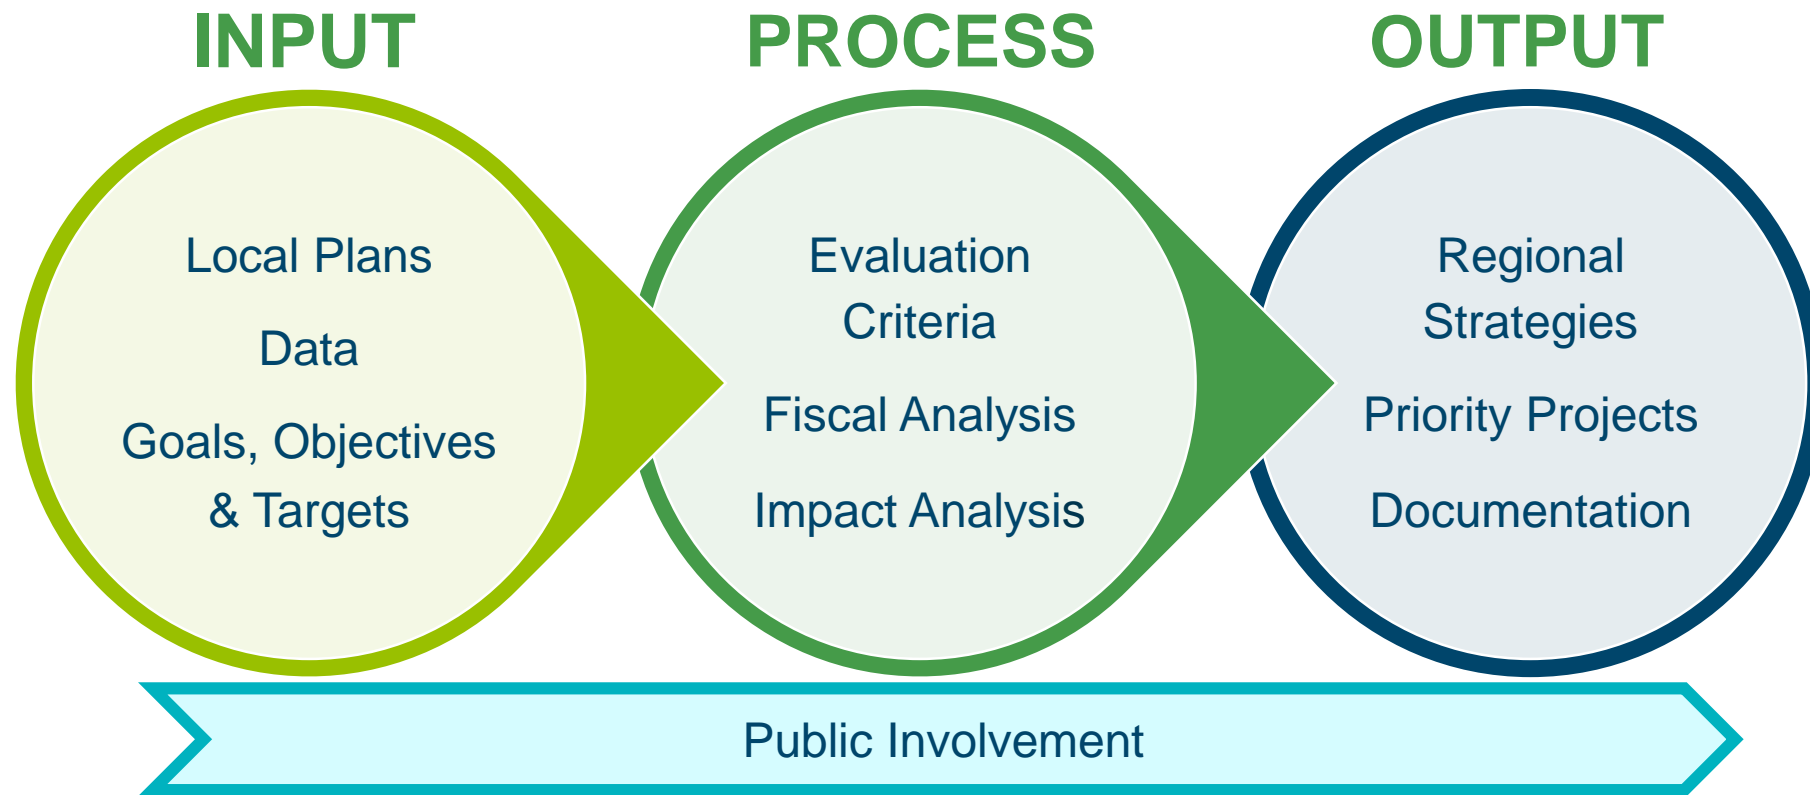 INPUT
PROCESS
OUTPUT
Local Plans
Data
Goals, Objectives
& Targets
Evaluation
Criteria
Fiscal Analysis
Impact Analysis
Regional
Strategies
Priority Projects
Documentation
Public Involvement